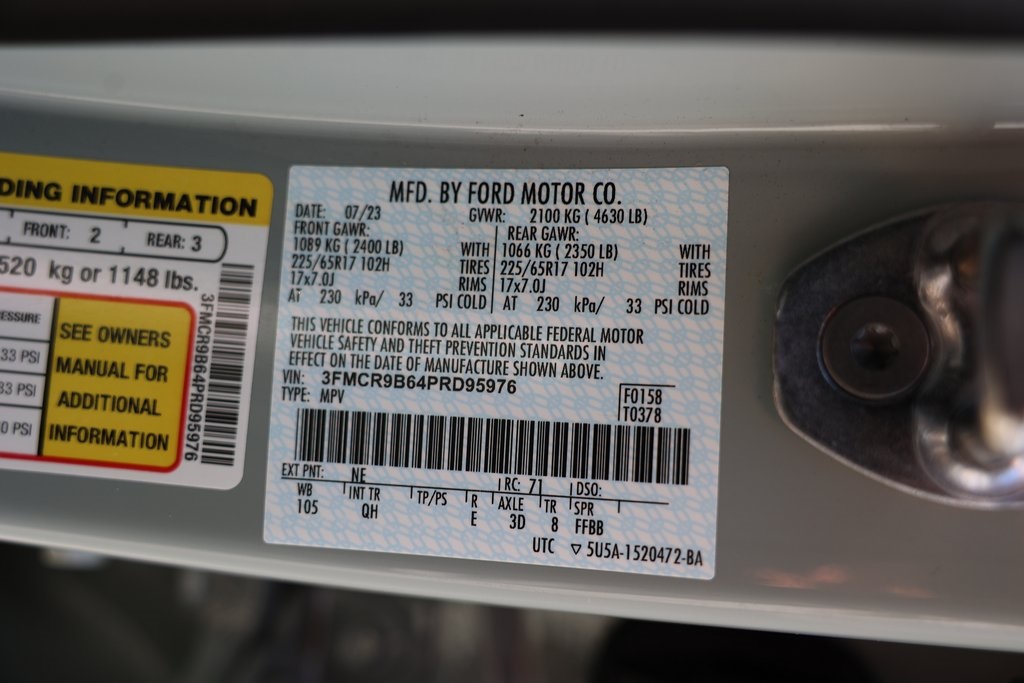 DING INFORMATION
FRONT: 2 REAR: 3
520 kg or 1148 lbs.
ESSURE
33 PSI
33 PSI
0 PSI
SEE OWNERS
MANUAL FOR
ADDITIONAL
INFORMATION
3FMCR9B64PRD95976
MFD. BY FORD MOTOR CO.
DATE: 07/23 GVWR: 2100 KG ( 4630 LB)
FRONT GAWR: REAR GAWR:
1089 KG ( 2400 LB) WITH 1066 KG ( 2350 LB) WITH
225/65R17 102H TIRES 225/65R17 102H TIRES
17x7.0J RIMS 17x7.0J RIMS
AT 230 kPa/ 33 PSI COLD AT 230 kPa/ 33 PSI COLD
THIS VEHICLE CONFORMS TO ALL APPLICABLE FEDERAL MOTOR
VEHICLE SAFETY AND THEFT PREVENTION STANDARDS IN
EFFECT ON THE DATE OF MANUFACTURE SHOWN ABOVE.
VIN: 3FMCR9B64PRD95976
TYPE: MPV
F0158
T0378
EXT PNT: NE RC: 71 DSO:
WB INT TR TP/PS R AXLE TR SPR
105 QH E 3D 8 FFBB
UTC ▽ 5U5A-1520472-BA